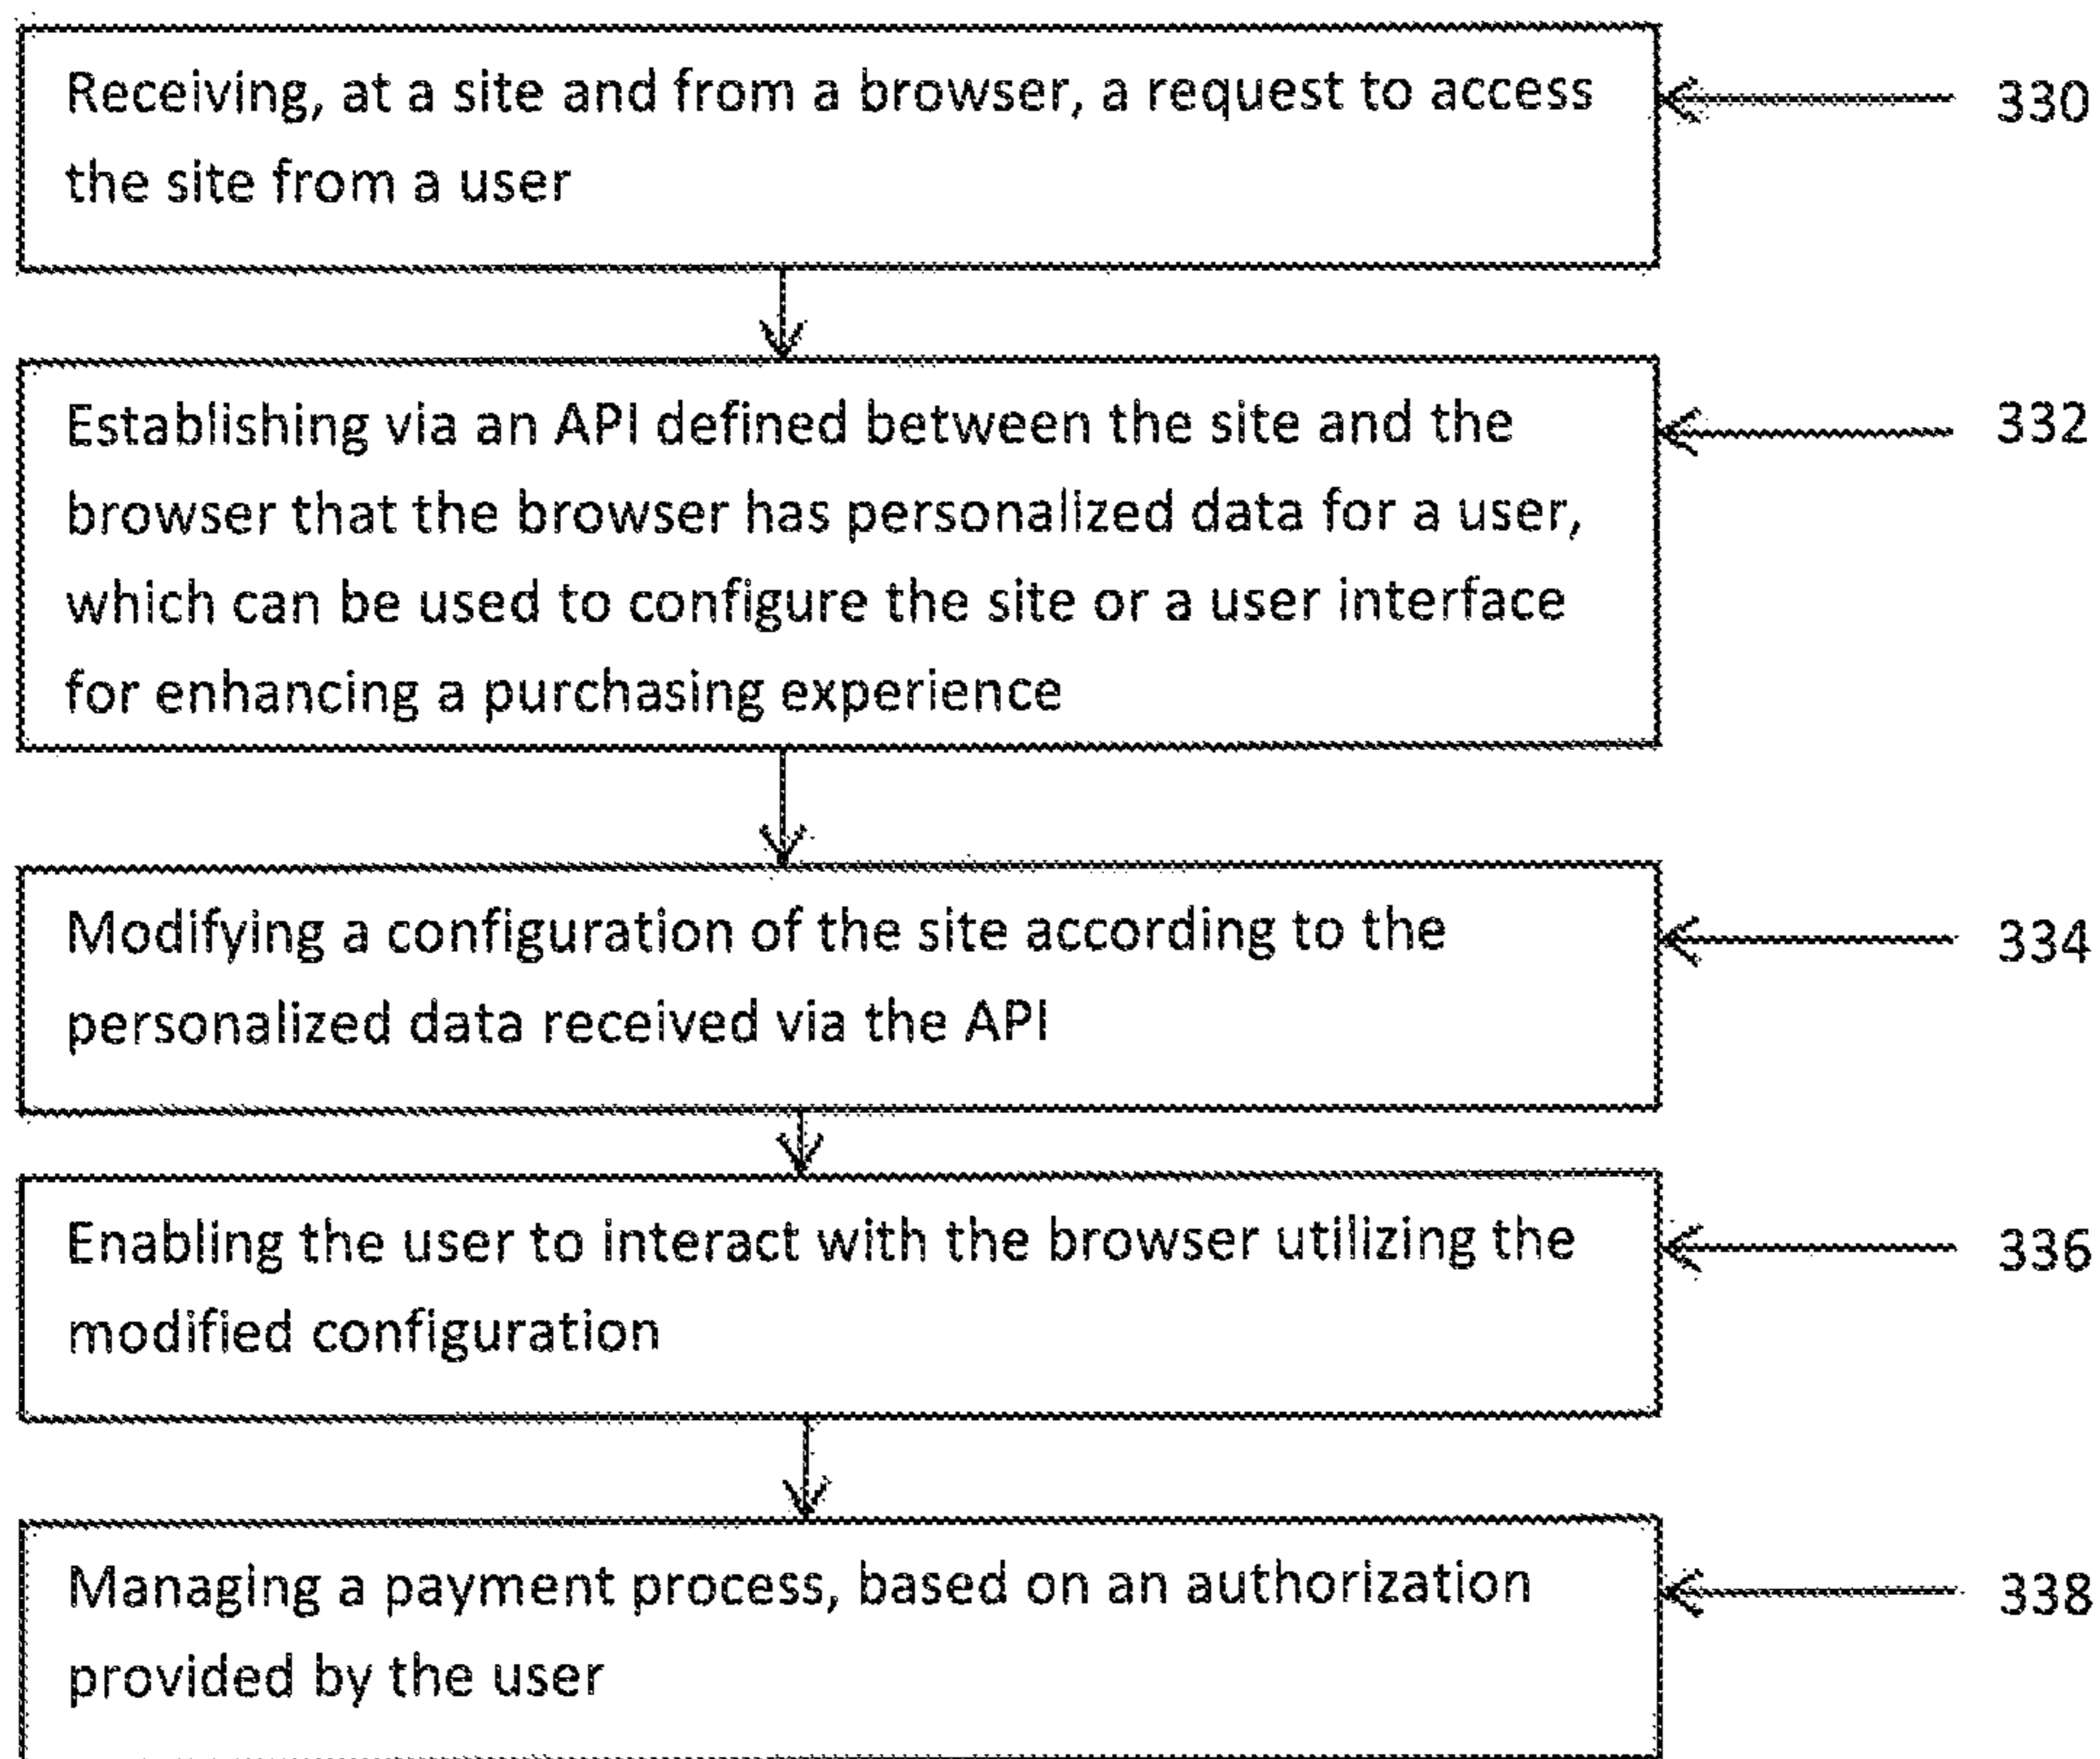 Receiving, at a site and from a browser, a request to access
the site from a user
330
Establishing via an API defined between the site and the
browser that the browser has personalized data for a user,
which can be used to configure the site or a user interface
for enhancing a purchasing experience
332
Modifying a configuration of the site according to the
personalized data received via the API
334
Enabling the user to interact with the browser utilizing the
modified configuration
336
Managing a payment process, based on an authorization
provided by the user
338